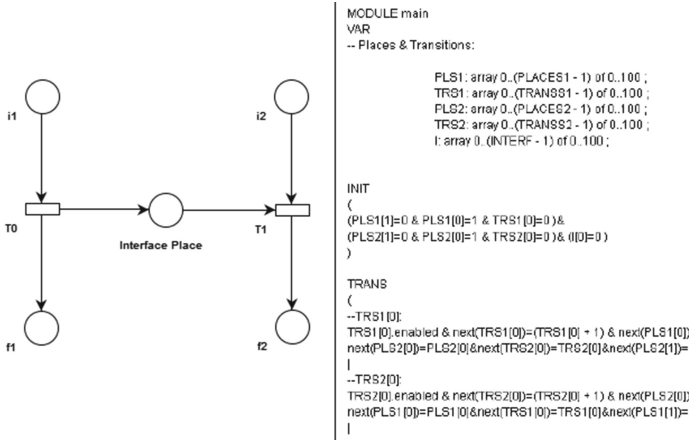 i1
i2
T0
T1
Interface Place
f1
f2
MODULE main
VAR
-- Places & Transitions:
PLS1: array 0..(PLACES1 - 1) of 0..100 ;
TRS1: array 0..(TRANSS1 - 1) of 0..100 ;
PLS2: array 0..(PLACES2 - 1) of 0..100 ;
TRS2: array 0..(TRANSS2 - 1) of 0..100 ;
I: array 0..(INTERF - 1) of 0..100 ;
INIT
(
(PLS1[1]=0 & PLS1[0]=1 & TRS1[0]=0 )&
(PLS2[1]=0 & PLS2[0]=1 & TRS2[0]=0 )& (I[0]=0 )
)
TRANS
(
--TRS1[0]:
TRS1[0].enabled & next(TRS1[0])=(TRS1[0] + 1) & next(PLS1[0])
next(PLS2[0])=PLS2[0]&next(TRS2[0])=TRS2[0]&next(PLS2[1])=
|
--TRS2[0]:
TRS2[0].enabled & next(TRS2[0])=(TRS2[0] + 1) & next(PLS2[0])
next(PLS1[0])=PLS1[0]&next(TRS1[0])=TRS1[0]&next(PLS1[1])=
|